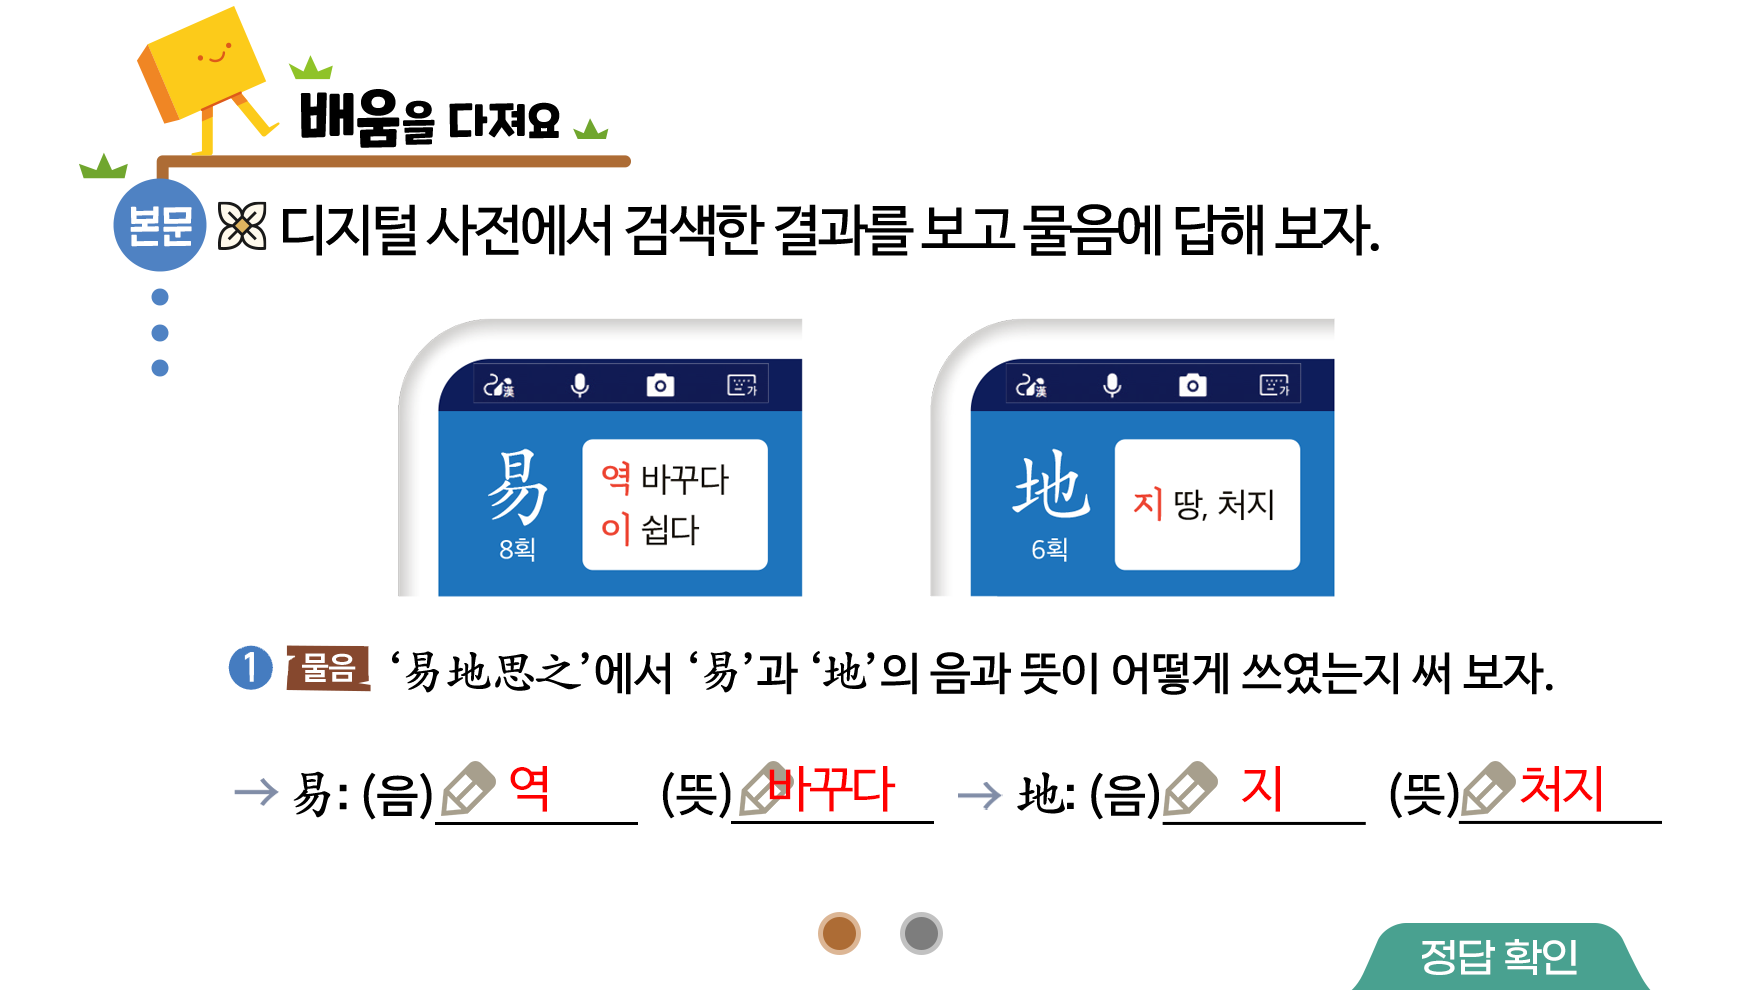 배움을 다져요
본문 디지털 사전에서 검색한 결과를 보고 물음에 답해 보자.
漢 가
易 역 바꾸다
이 쉽다
8획
漢 가
地 지 땅, 처지
6획
1 물음 ‘易地思之’에서 ‘易’과 ‘地’의 음과 뜻이 어떻게 쓰였는지 써 보자.
→ 易: (음) 역 (뜻) 바꾸다 → 地: (음) 지 (뜻) 처지
정답 확인